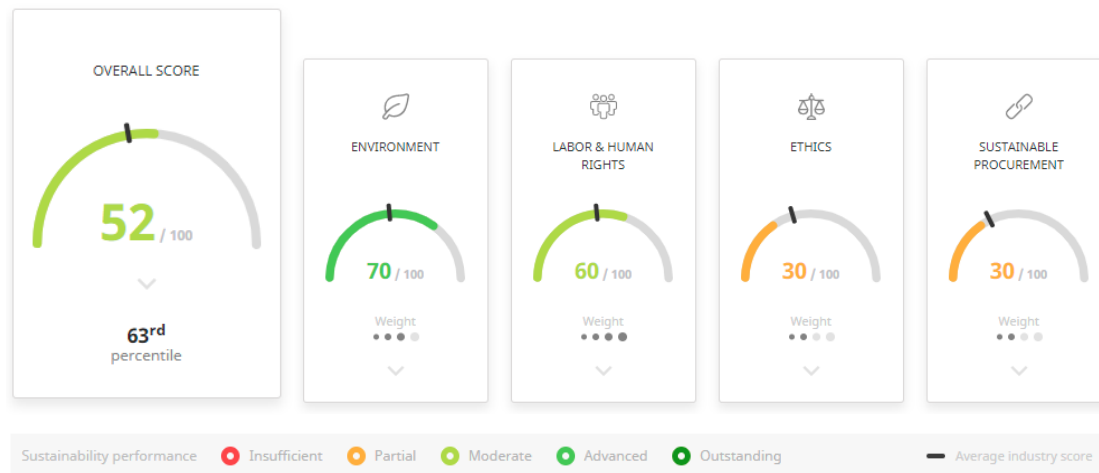 OVERALL SCORE
52 / 100
63rd
percentile
ENVIRONMENT
70 / 100
Weight
LABOR & HUMAN
RIGHTS
60 / 100
Weight
ETHICS
30 / 100
Weight
SUSTAINABLE
PROCUREMENT
30 / 100
Weight
Sustainability performance Insufficient Partial Moderate Advanced Outstanding Average industry score